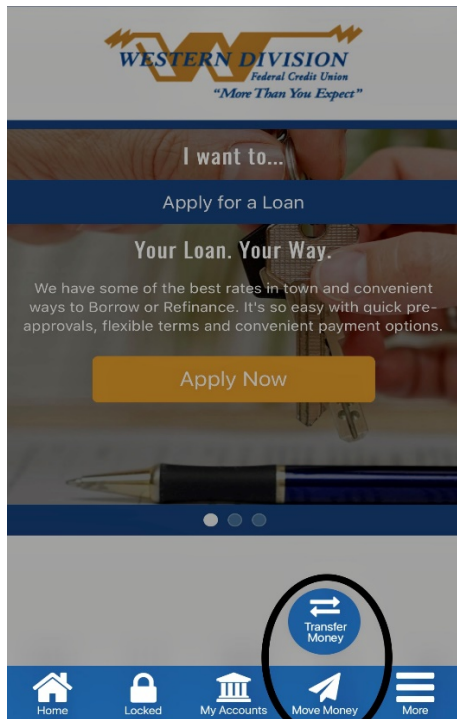 WESTERN DIVISION
Federal Credit Union
"More Than You Expect"
I want to...
Apply for a Loan
Your Loan. Your Way.
We have some of the best rates in town and convenient
ways to Borrow or Refinance. It's so easy with quick pre-
approvals, flexible terms and convenient payment options.
Apply Now
Transfer
Money
Home
Locked
My Accounts
Move Money
More